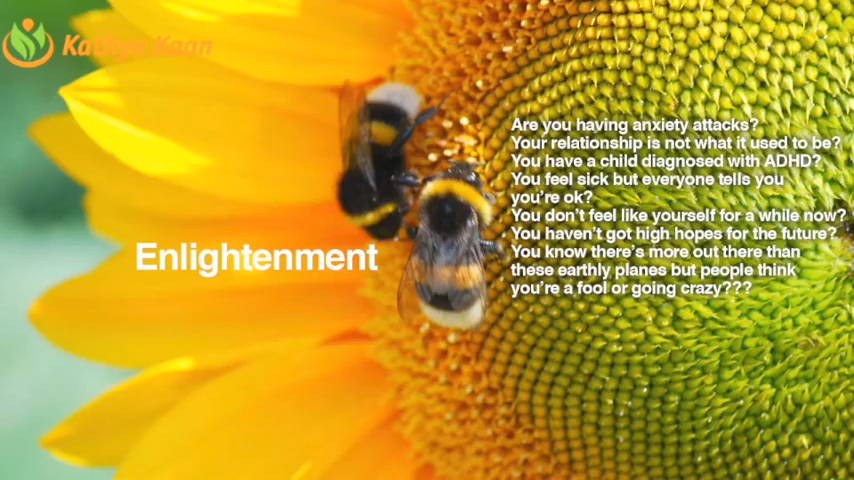 Kathye Kaan
Enlightenment
Are you having anxiety attacks?
Your relationship is not what it used to be?
You have a child diagnosed with ADHD?
You feel sick but everyone tells you
you're ok?
You don't feel like yourself for a while now?
You haven't got high hopes for the future?
You know there's more out there than
these earthly planes but people think
you're a fool or going crazy???